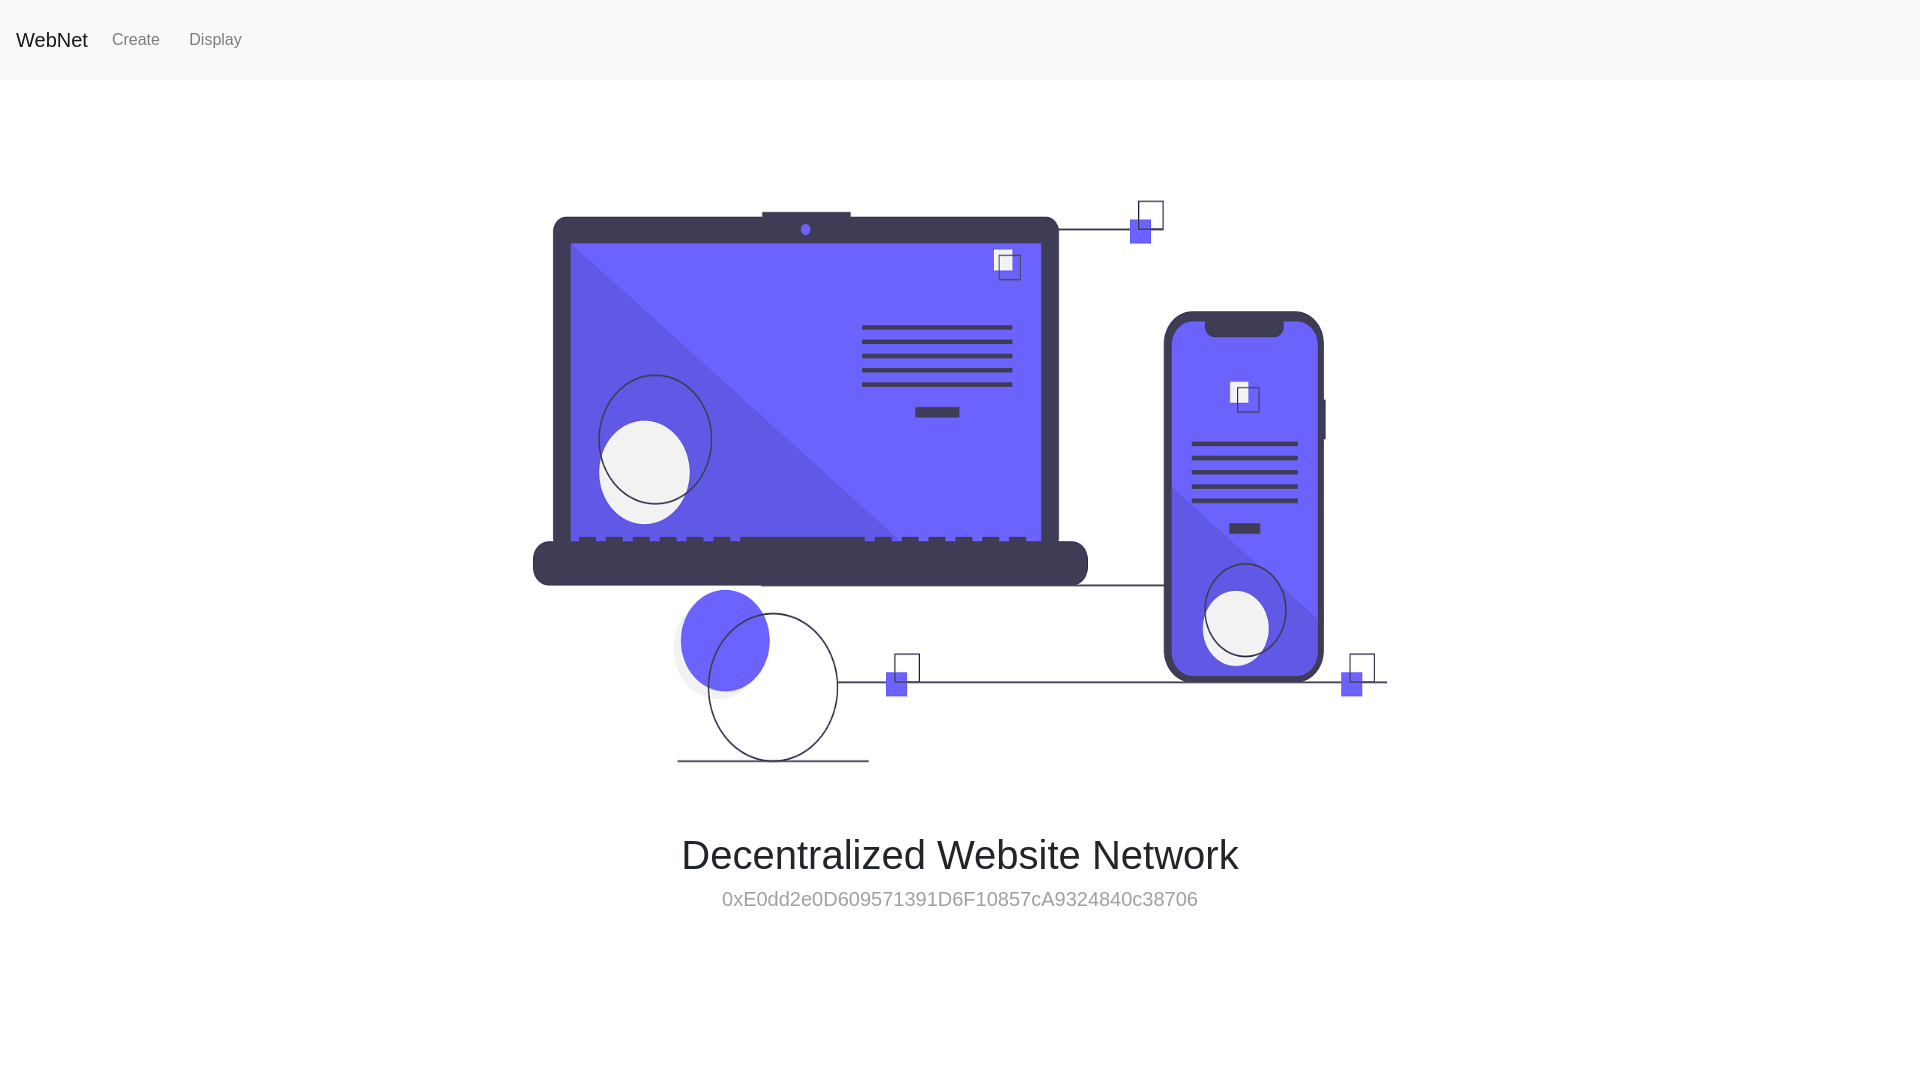 WebNet Create Display
Decentralized Website Network
0xE0dd2e0D609571391D6F10857cA9324840c38706